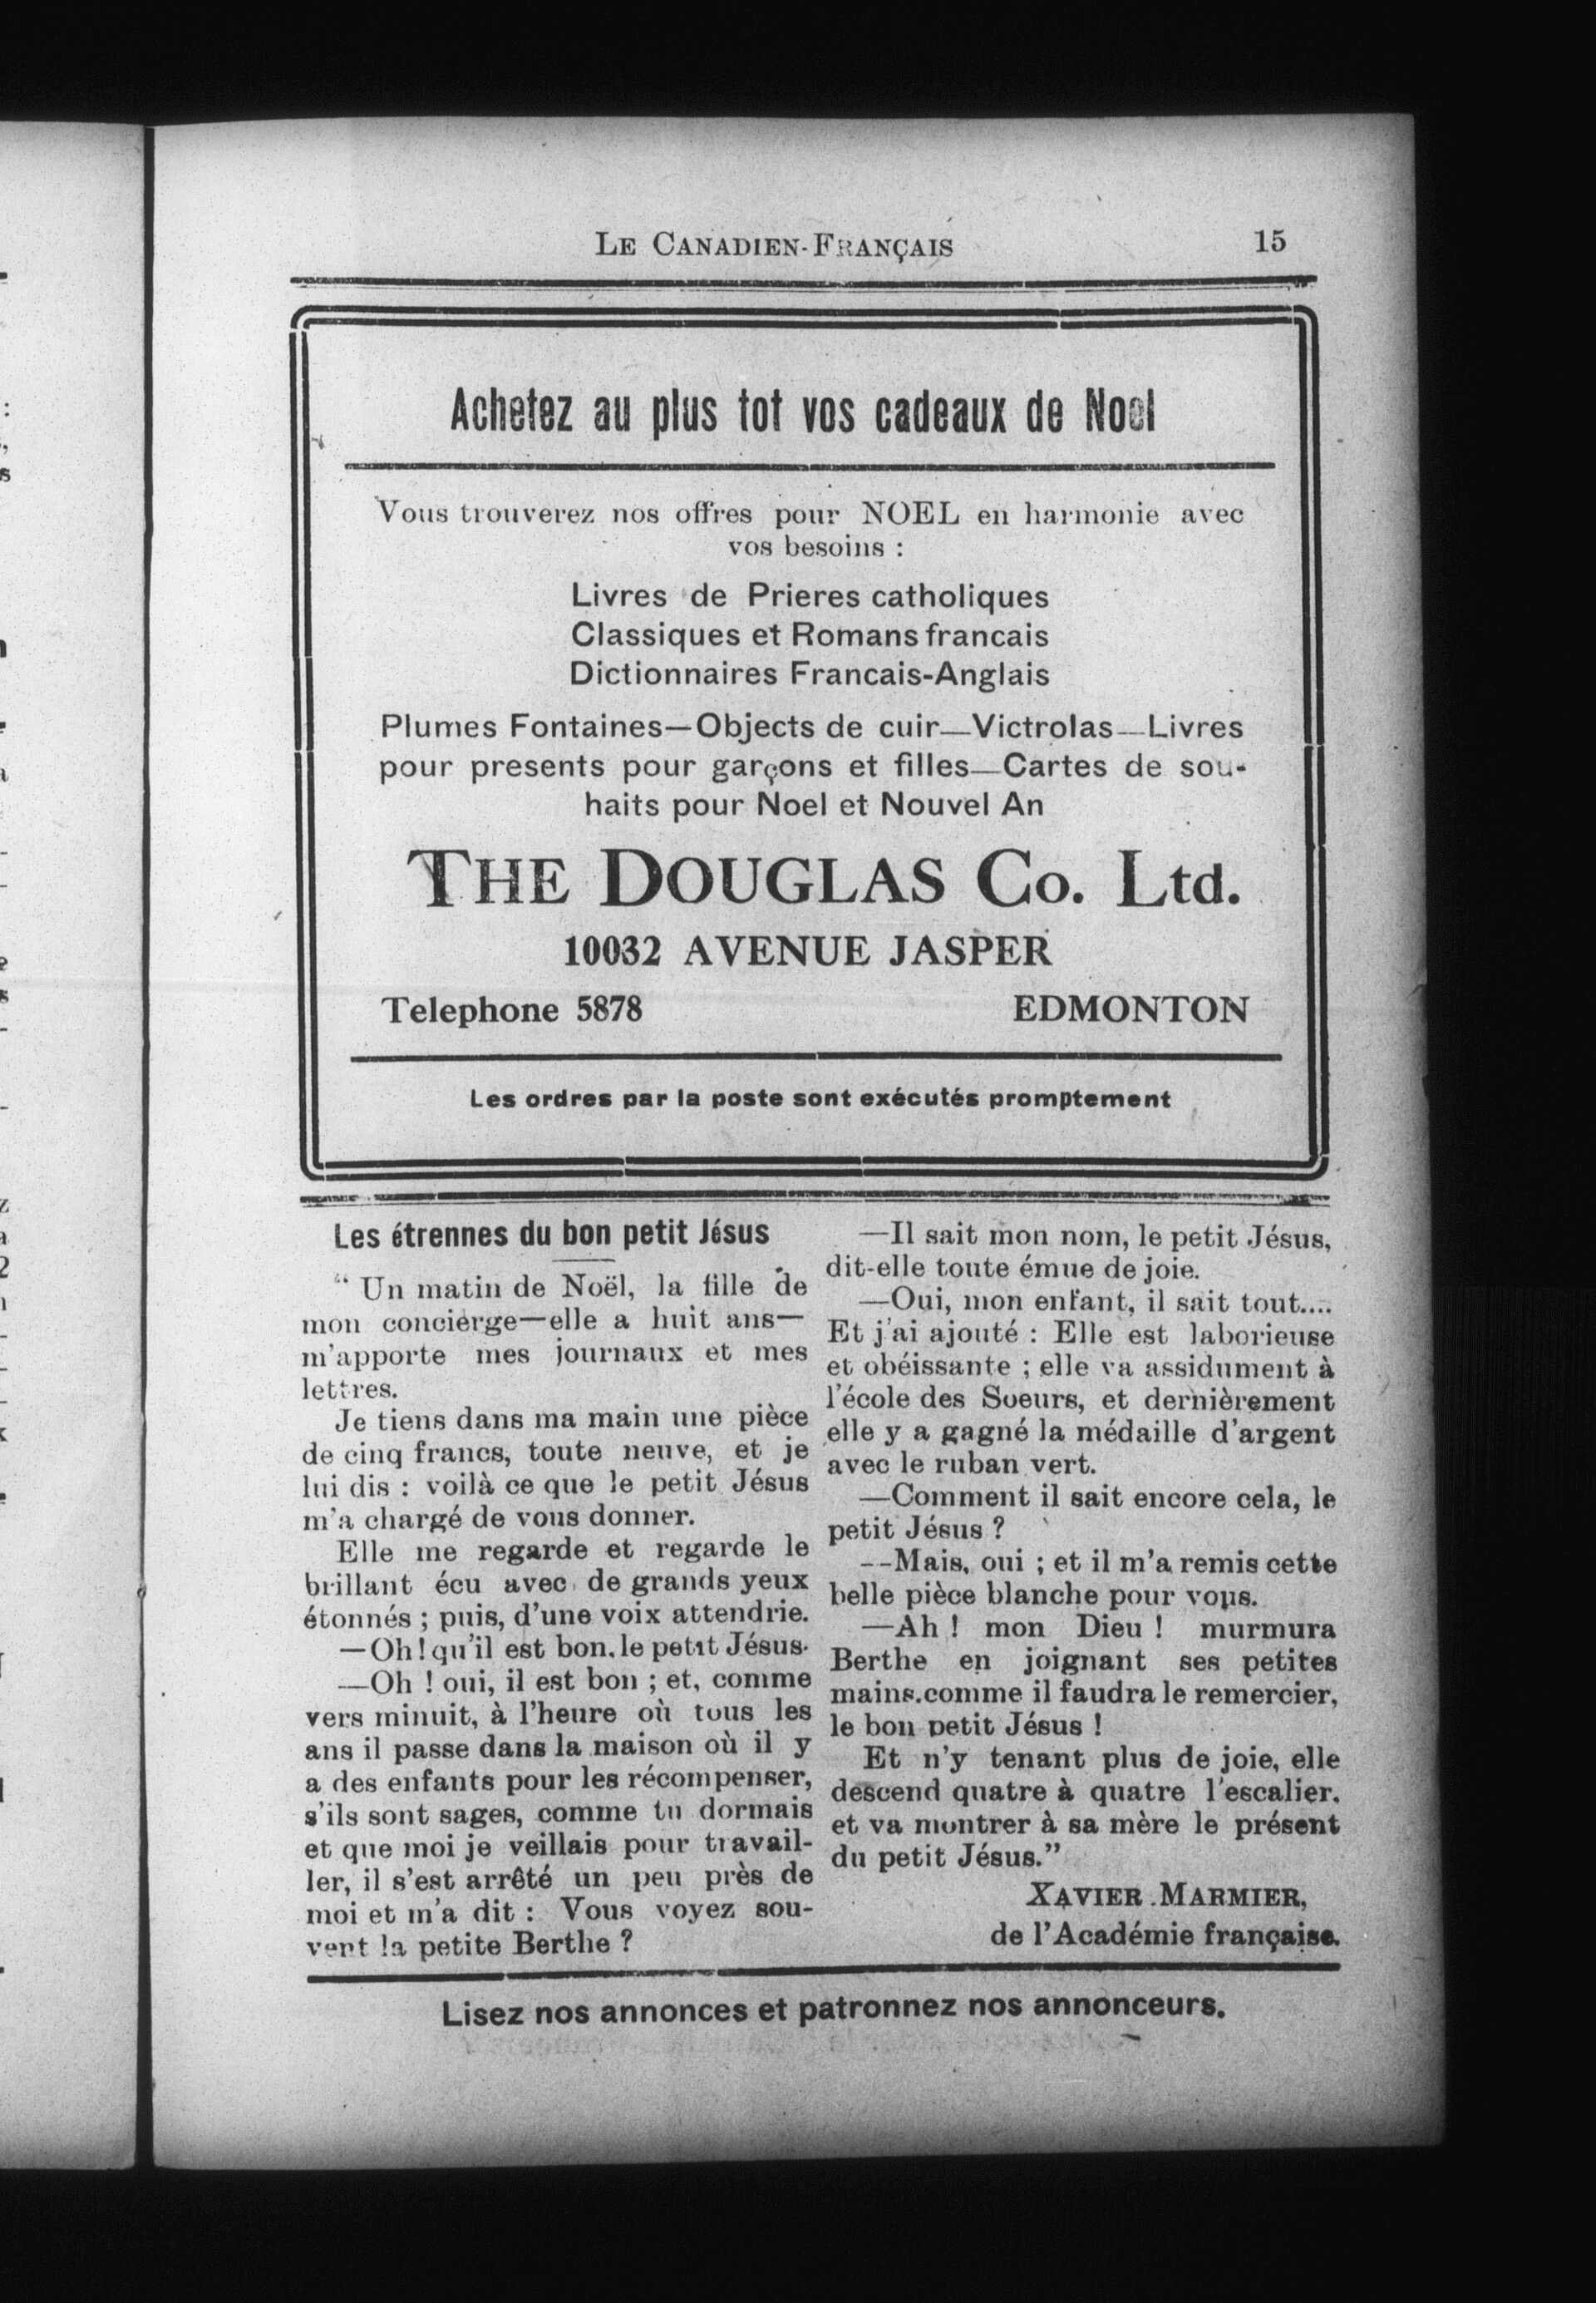 LE CANADIEN-FRANÇAIS 15
Achetez au plus tot vos cadeaux de Noel
Vous trouverez nos offres pour NOEL en harmonie avec
vos besoins :
Livres de Prieres catholiques
Classiques et Romans francais
Dictionnaires Francais-Anglais
Plumes Fontaines—Objects de cuir—Victrolas—Livres
pour presents pour garçons et filles—Cartes de sou-
haits pour Noel et Nouvel An
THE DOUGLAS Co. Ltd.
10032 AVENUE JASPER
Telephone 5878 EDMONTON
Les ordres par la poste sont exécutés promptement
Les étrennes du bon petit Jésus
“ Un matin de Noël, la fille de
mon concierge—elle a huit ans—
m'apporte mes journaux et mes
lettres.
Je tiens dans ma main une pièce
de cinq francs, toute neuve, et je
lui dis : voilà ce que le petit Jésus
m'a chargé de vous donner.
Elle me regarde et regarde le
brillant écu avec de grands yeux
étonnés ; puis, d'une voix attendrie.
—Oh! qu'il est bon, le petit Jésus.
—Oh ! oui, il est bon ; et, comme
vers minuit, à l'heure où tous les
ans il passe dans la maison où il y
a des enfants pour les récompenser,
s'ils sont sages, comme tu dormais
et que moi je veillais pour travail-
ler, il s'est arrêté un peu près de
moi et m'a dit : Vous voyez sou-
vent la petite Berthe ?
—Il sait mon nom, le petit Jésus,
dit-elle toute émue de joie.
—Oui, mon enfant, il sait tout....
Et j'ai ajouté : Elle est laborieuse
et obéissante ; elle va assidument à
l'école des Soeurs, et dernièrement
elle y a gagné la médaille d'argent
avec le ruban vert.
—Comment il sait encore cela, le
petit Jésus ?
--Mais, oui ; et il m'a remis cette
belle pièce blanche pour vous.
—Ah ! mon Dieu ! murmura
Berthe en joignant ses petites
mains.comme il faudra le remercier,
le bon petit Jésus !
Et n'y tenant plus de joie, elle
descend quatre à quatre l'escalier,
et va montrer à sa mère le présent
du petit Jésus.”
XAVIER MARMIER,
de l'Académie française.
Lisez nos annonces et patronnez nos annonceurs.